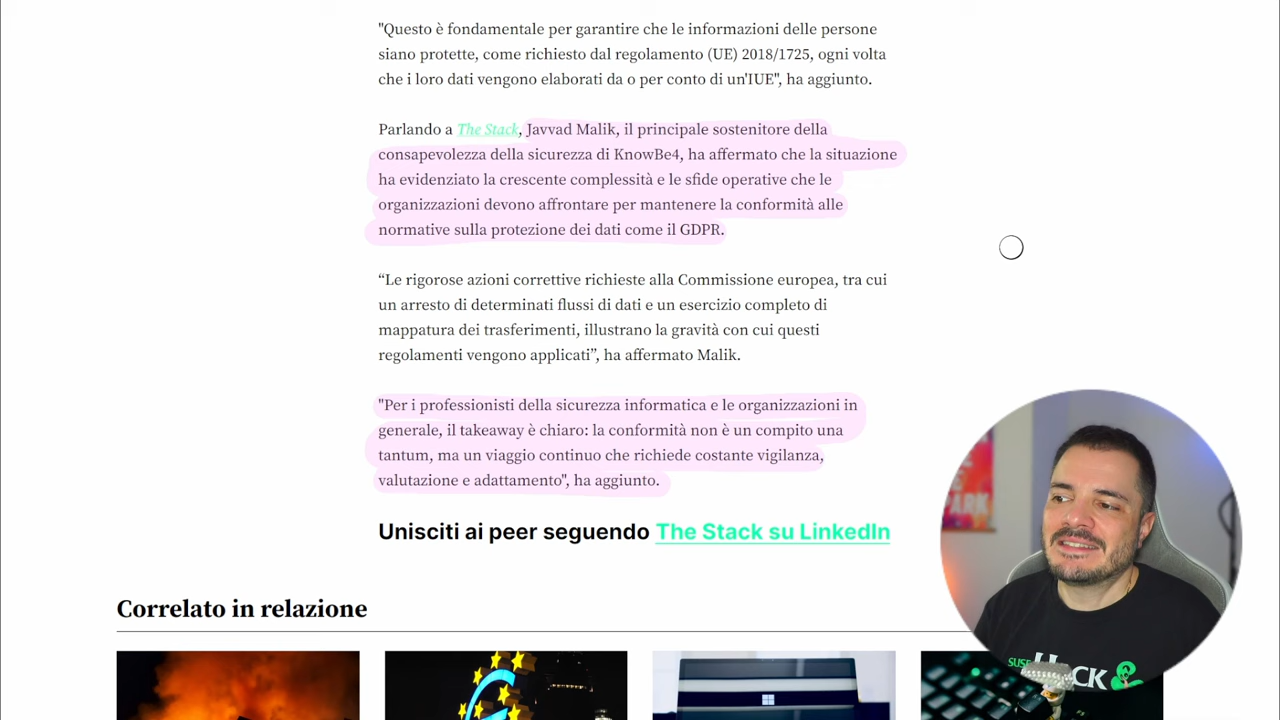 "Questo è fondamentale per garantire che le informazioni delle persone
siano protette, come richiesto dal regolamento (UE) 2018/1725, ogni volta
che i loro dati vengono elaborati da o per conto di un'IUE", ha aggiunto.
Parlando a The Stack, Javvad Malik, il principale sostenitore della
consapevolezza della sicurezza di KnowBe4, ha affermato che la situazione
ha evidenziato la crescente complessità e le sfide operative che le
organizzazioni devono affrontare per mantenere la conformità alle
normative sulla protezione dei dati come il GDPR.
“Le rigorose azioni correttive richieste alla Commissione europea, tra cui
un arresto di determinati flussi di dati e un esercizio completo di
mappatura dei trasferimenti, illustrano la gravità con cui questi
regolamenti vengono applicati”, ha affermato Malik.
"Per i professionisti della sicurezza informatica e le organizzazioni in
generale, il takeaway è chiaro: la conformità non è un compito una
tantum, ma un viaggio continuo che richiede costante vigilanza,
valutazione e adattamento", ha aggiunto.
Unisciti ai peer seguendo The Stack su LinkedIn
Correlato in relazione
PARK
SUSE